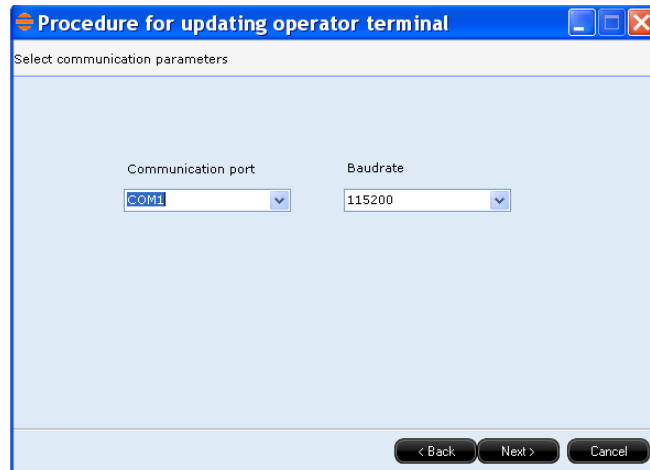 Procedure for updating operator terminal
Select communication parameters
Communication port Baudrate
COM1 115200
< Back Next > Cancel